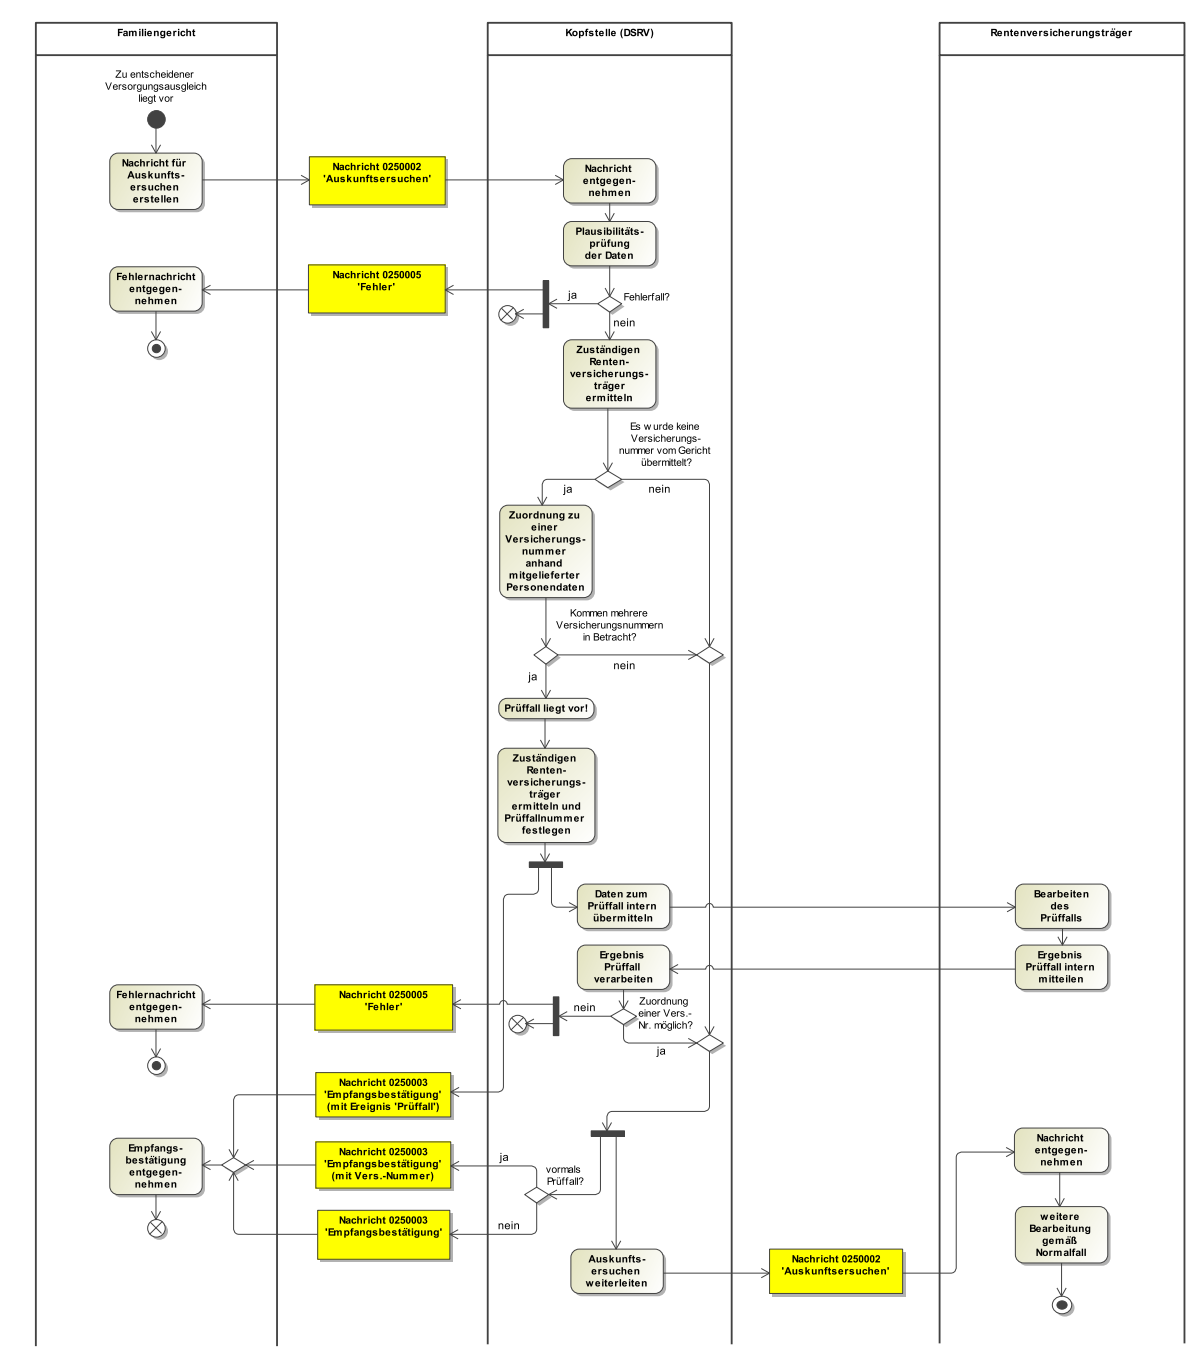 Familiengericht
Kopfstelle (DSRV)
Rentenversicherungsträger
Zu entscheidener
Versorgungsausgleich
liegt vor
Nachricht für
Auskunfts-
ersuchen
erstellen
Nachricht 0250002
'Auskunftsersuchen'
Nachricht
entgegen-
nehmen
Plausibilitäts-
prüfung
der Daten
Fehlernachricht
entgegen-
nehmen
Nachricht 0250005
'Fehler'
ja
Fehlerfall?
nein
Zuständigen
Renten-
versicherungs-
träger
ermitteln
Es wurde keine
Versicherungs-
nummer vom Gericht
übermittelt?
ja
nein
Zuordnung zu
einer
Versicherungs-
nummer
anhand
mitgelieferter
Personendaten
Kommen mehrere
Versicherungsnummern
in Betracht?
nein
ja
Prüffall liegt vor!
Zuständigen
Renten-
versicherungs-
träger
ermitteln und
Prüffallnummer
festlegen
Daten zum
Prüffall intern
übermitteln
Bearbeiten
des
Prüffalls
Ergebnis
Prüffall
verarbeiten
Ergebnis
Prüffall intern
mitteilen
Fehlernachricht
entgegen-
nehmen
Nachricht 0250005
'Fehler'
nein
Zuordnung
einer Vers.-
Nr. möglich?
ja
Nachricht 0250003
'Empfangsbestätigung'
(mit Ereignis 'Prüffall')
Empfangs-
bestätigung
entgegen-
nehmen
Nachricht 0250003
'Empfangsbestätigung'
(mit Vers.-Nummer)
ja
vormals
Prüffall?
Nachricht
entgegen-
nehmen
Nachricht 0250003
'Empfangsbestätigung'
nein
weitere
Bearbeitung
gemäß
Normalfall
Auskunfts-
ersuchen
weiterleiten
Nachricht 0250002
'Auskunftsersuchen'